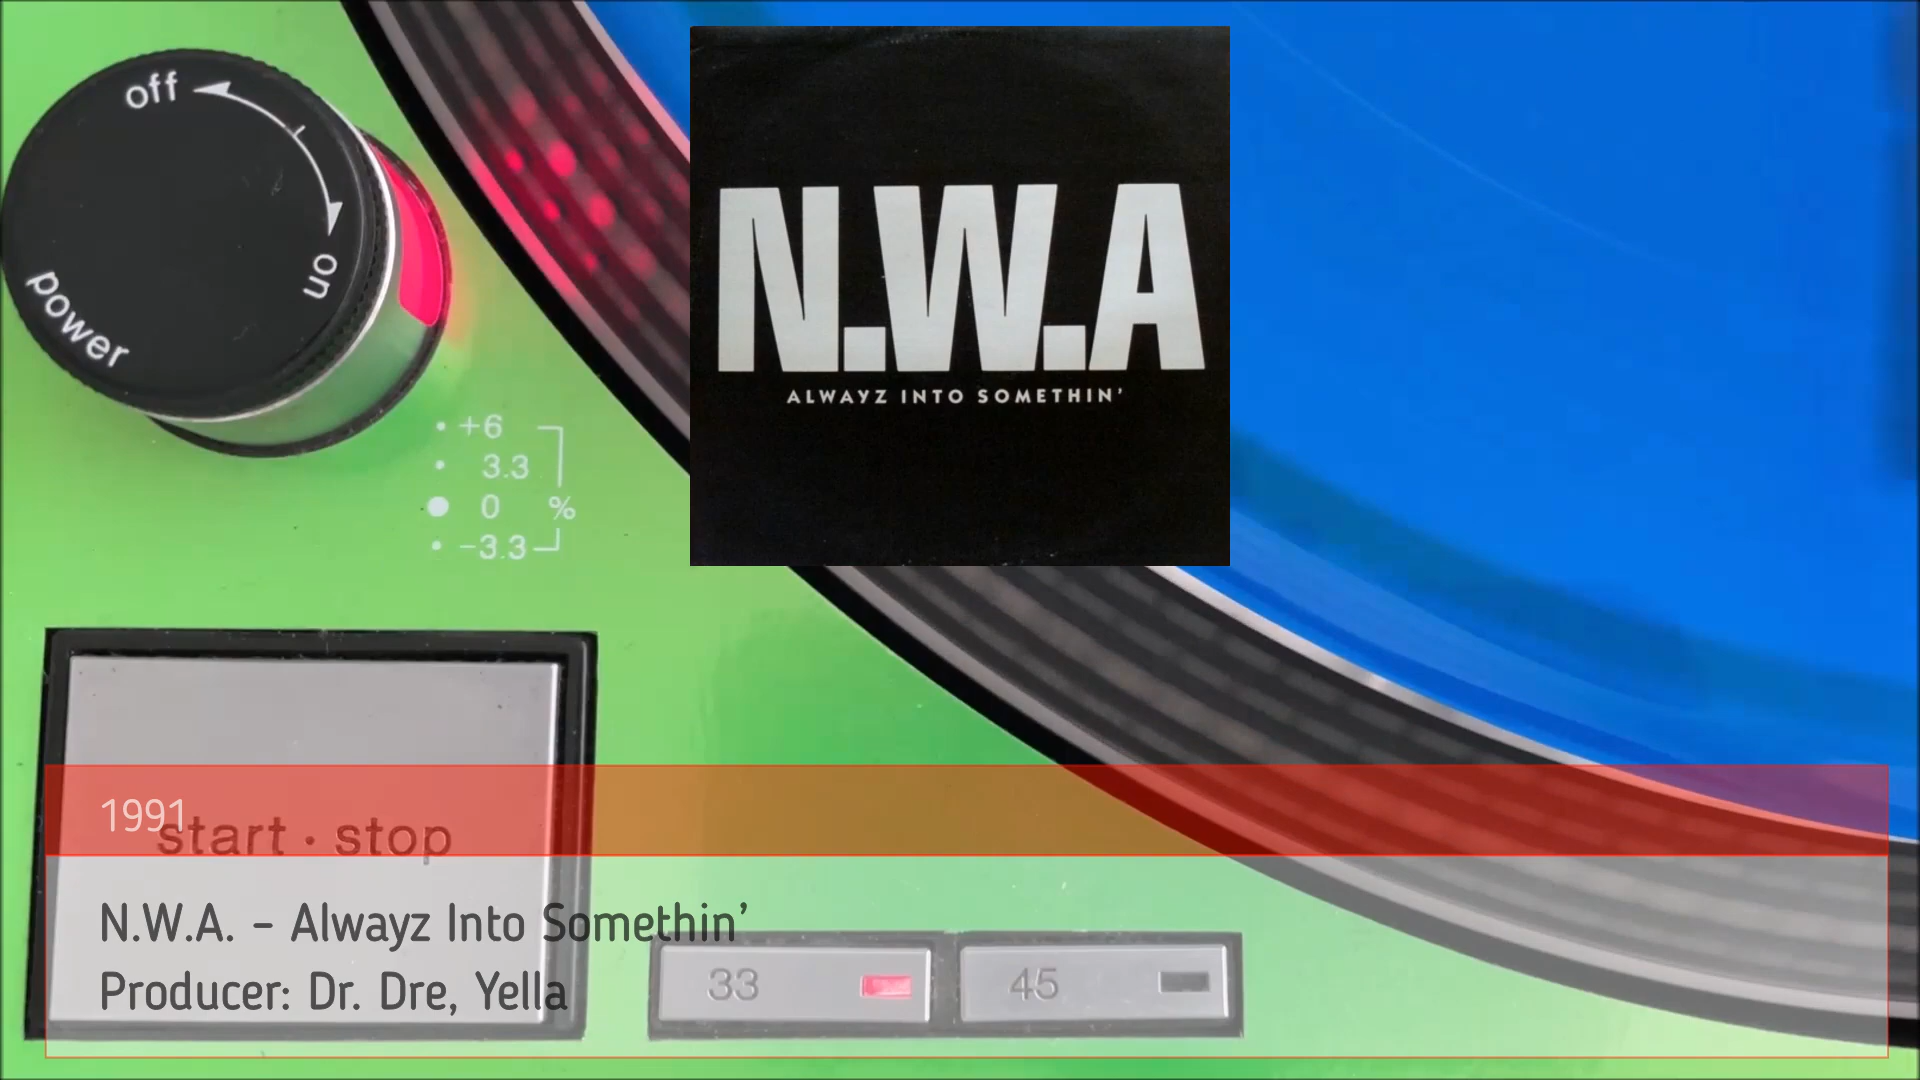 off
on
power
N.W.A
ALWAYZ INTO SOMETHIN'
+6
3.3
0 %
-3.3
1991
start · stop
N.W.A. - Alwayz Into Somethin’
Producer: Dr. Dre, Yella
33
45